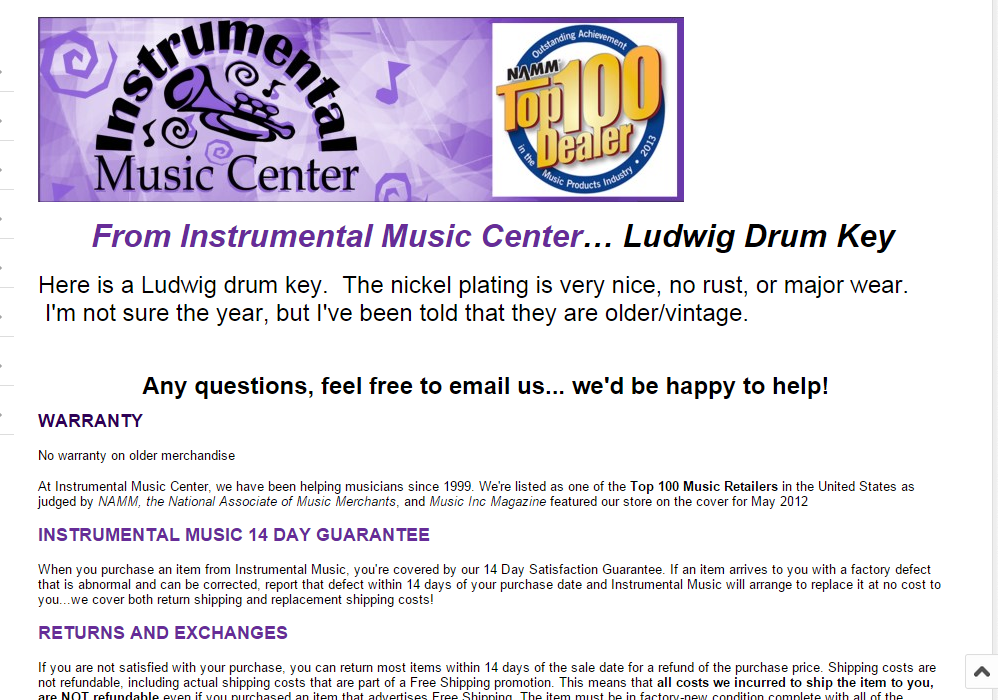 Instrumental
Music Center
Outstanding Achievement
NAMM
Top 100
Dealer
in the Music Products Industry • 2013
From Instrumental Music Center… Ludwig Drum Key
Here is a Ludwig drum key.  The nickel plating is very nice, no rust, or major wear.
I'm not sure the year, but I've been told that they are older/vintage.
Any questions, feel free to email us... we'd be happy to help!
WARRANTY
No warranty on older merchandise
At Instrumental Music Center, we have been helping musicians since 1999. We're listed as one of the Top 100 Music Retailers in the United States as
judged by NAMM, the National Associate of Music Merchants, and Music Inc Magazine featured our store on the cover for May 2012
INSTRUMENTAL MUSIC 14 DAY GUARANTEE
When you purchase an item from Instrumental Music, you're covered by our 14 Day Satisfaction Guarantee. If an item arrives to you with a factory defect
that is abnormal and can be corrected, report that defect within 14 days of your purchase date and Instrumental Music will arrange to replace it at no cost to
you...we cover both return shipping and replacement shipping costs!
RETURNS AND EXCHANGES
If you are not satisfied with your purchase, you can return most items within 14 days of the sale date for a refund of the purchase price. Shipping costs are
not refundable, including actual shipping costs that are part of a Free Shipping promotion. This means that all costs we incurred to ship the item to you,
are NOT refundable even if you purchased an item that advertises Free Shipping. The item must be in factory-new condition complete with all of the